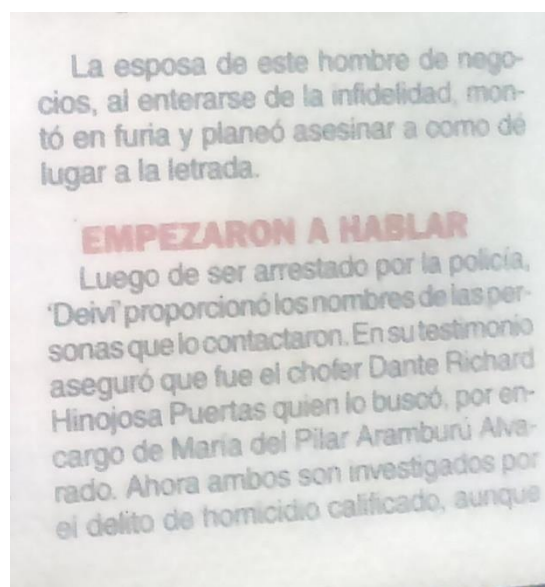 La esposa de este hombre de nego-
cios, al enterarse de la infidelidad, mon-
tó en furia y planeó asesinar a como dé
lugar a la letrada.
EMPEZARON A HABLAR
Luego de ser arrestado por la policía,
'Deivi' proporcionó los nombres de las per-
sonas que lo contactaron. En su testimonio
aseguró que fue el chofer Dante Richard
Hinojosa Puertas quien lo buscó, por en-
cargo de María del Pilar Aramburú Alva-
rado. Ahora ambos son investigados por
el delito de homicidio calificado, aunque